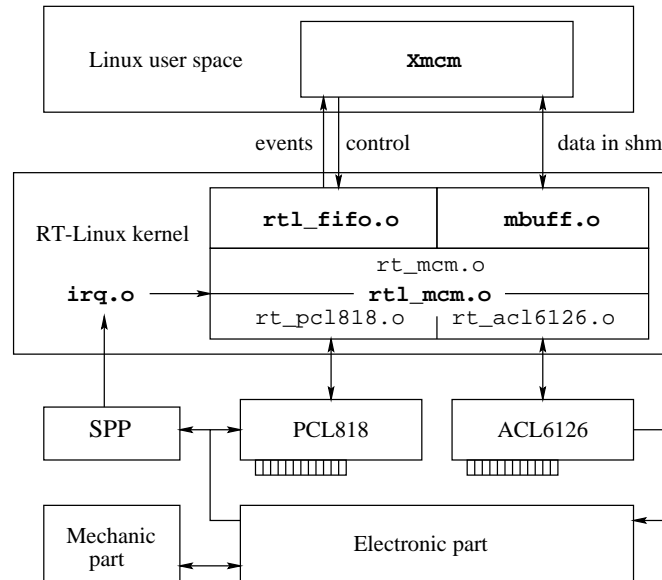 Linux user space
Xmcm
events
control
data in shm
RT-Linux kernel
rtl_fifo.o
mbuff.o
rt_mcm.o
irq.o
rtl_mcm.o
rt_pcl818.o
rt_acl6126.o
SPP
PCL818
ACL6126
Mechanic
part
Electronic part